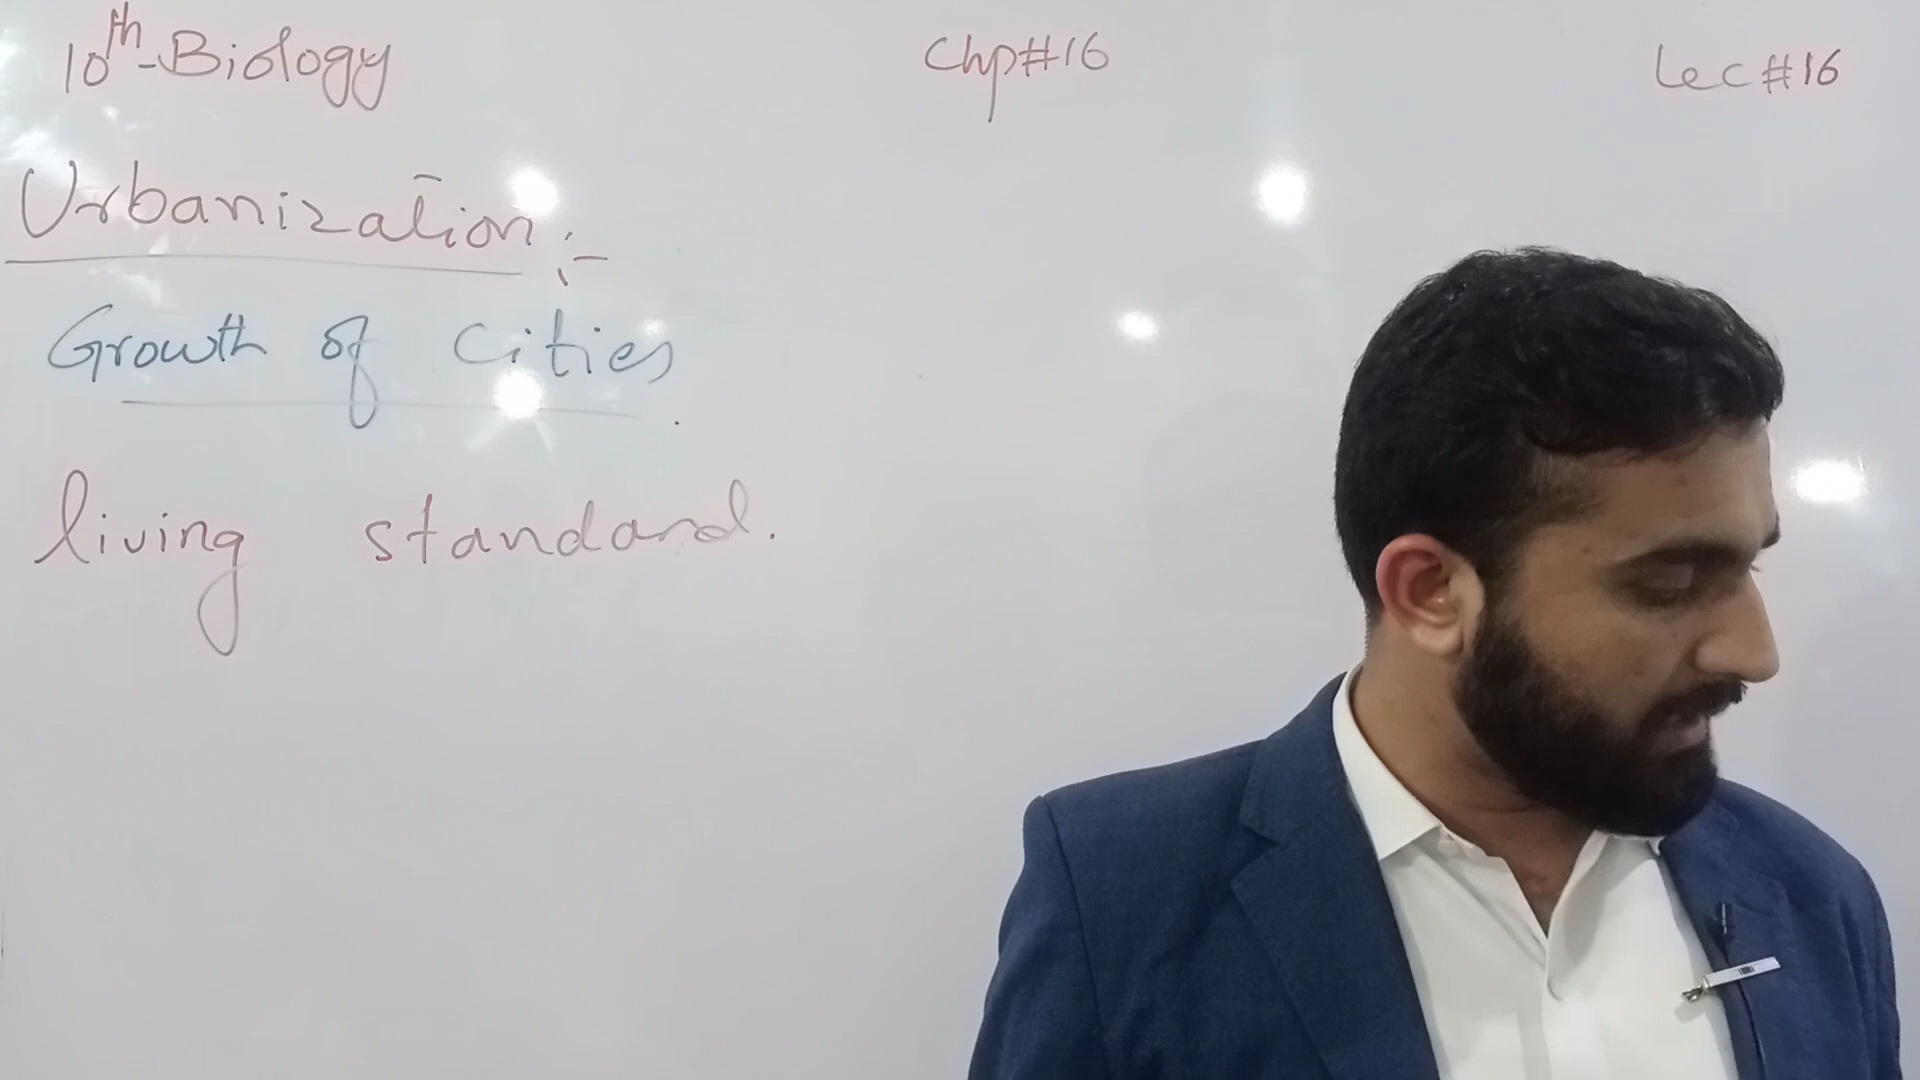 10th-Biology
Chp#16
Lec#16
Urbanization:-
Growth of Cities.
living standard.